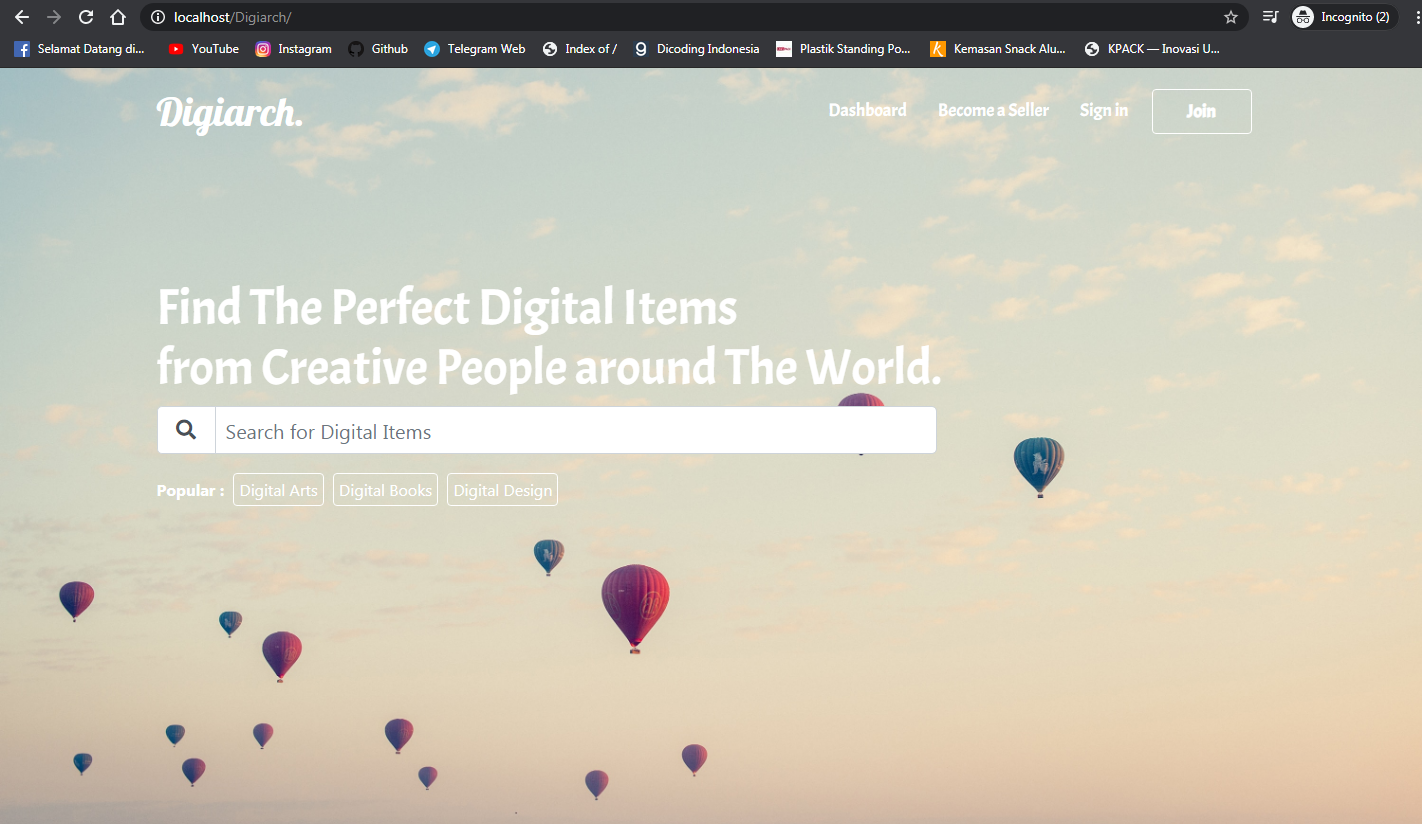 localhost/Digiarch/
Incognito (2)
Selamat Datang di...
YouTube
Instagram
Github
Telegram Web
Index of /
Dicoding Indonesia
Plastik Standing Po...
Kemasan Snack Alu...
KPACK — Inovasi U...
Digiarch.
Dashboard
Become a Seller
Sign in
Join
Find The Perfect Digital Items
from Creative People around The World.
Search for Digital Items
Popular :
Digital Arts
Digital Books
Digital Design